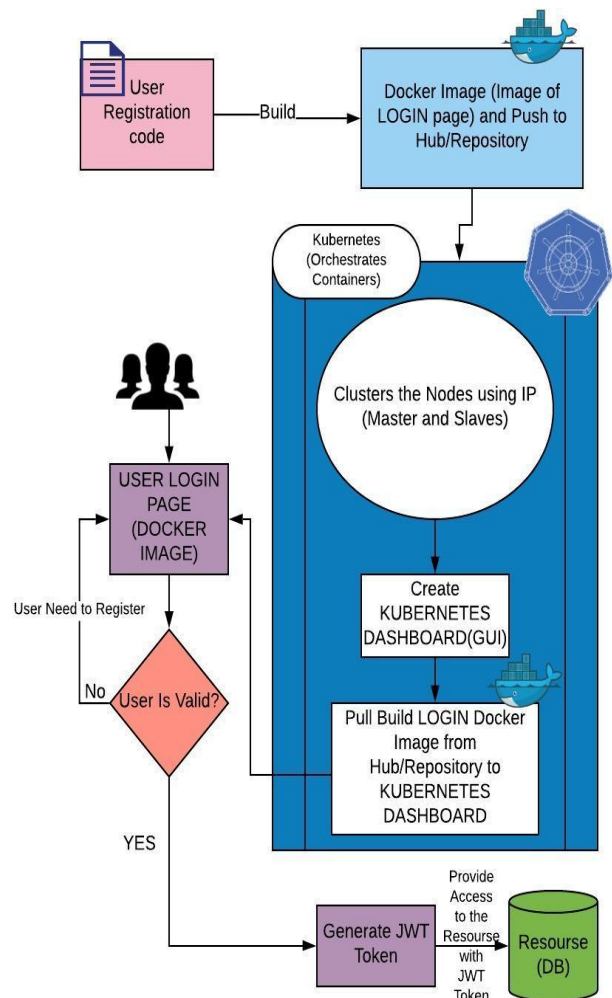 User
Registration
code
Build
Docker Image (Image of
LOGIN page) and Push to
Hub/Repository
Kubernetes
(Orchestrates
Containers)
Clusters the Nodes using IP
(Master and Slaves)
USER LOGIN
PAGE
(DOCKER
IMAGE)
Create
KUBERNETES
DASHBOARD(GUI)
User Need to Register
No
User Is Valid?
Pull Build LOGIN Docker
Image from
Hub/Repository to
KUBERNETES
DASHBOARD
YES
Generate JWT
Token
Provide
Access
to the
Resourse
with
JWT
Token
Resourse
(DB)